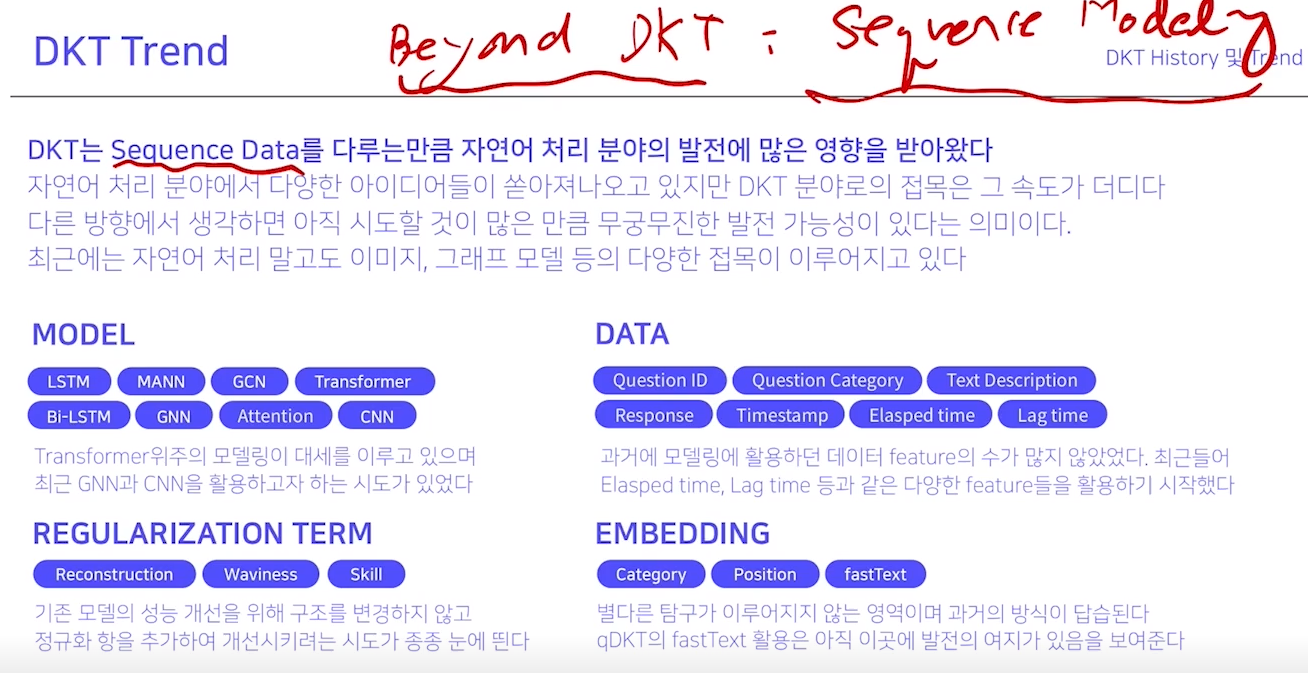 DKT Trend
Beyond DKT : Sequence Modeling
DKT History 및 Trend
DKT는 Sequence Data를 다루는만큼 자연어 처리 분야의 발전에 많은 영향을 받아왔다
자연어 처리 분야에서 다양한 아이디어들이 쏟아져나오고 있지만 DKT 분야로의 접목은 그 속도가 더디다
다른 방향에서 생각하면 아직 시도할 것이 많은 만큼 무궁무진한 발전 가능성이 있다는 의미이다.
최근에는 자연어 처리 말고도 이미지, 그래프 모델 등의 다양한 접목이 이루어지고 있다
MODEL
LSTM MANN GCN Transformer
Bi-LSTM GNN Attention CNN
Transformer위주의 모델링이 대세를 이루고 있으며
최근 GNN과 CNN을 활용하고자 하는 시도가 있었다
DATA
Question ID Question Category Text Description
Response Timestamp Elasped time Lag time
과거에 모델링에 활용하던 데이터 feature의 수가 많지 않았었다. 최근들어
Elasped time, Lag time 등과 같은 다양한 feature들을 활용하기 시작했다
REGULARIZATION TERM
Reconstruction Waviness Skill
기존 모델의 성능 개선을 위해 구조를 변경하지 않고
정규화 항을 추가하여 개선시키려는 시도가 종종 눈에 띈다
EMBEDDING
Category Position fastText
별다른 탐구가 이루어지지 않는 영역이며 과거의 방식이 답습된다
qDKT의 fastText 활용은 아직 이곳에 발전의 여지가 있음을 보여준다